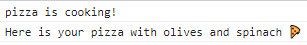 pizza is cooking!
Here is your pizza with olives and spinach 🍕